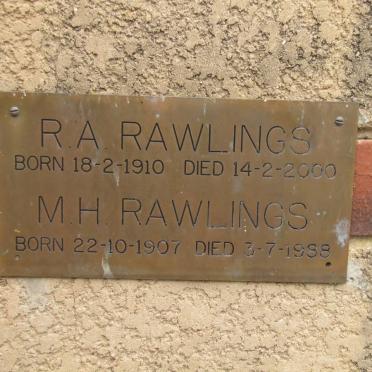 R.A. RAWLINGS
BORN 18-2-1910 DIED 14-2-2000
M.H. RAWLINGS
BORN 22-10-1907 DIED 3-7-1988